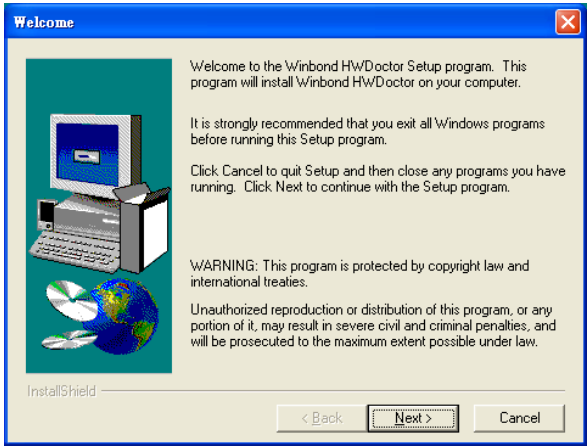 Welcome
Welcome to the Winbond HWDoctor Setup program. This
program will install Winbond HWDoctor on your computer.
It is strongly recommended that you exit all Windows programs
before running this Setup program.
Click Cancel to quit Setup and then close any programs you have
running. Click Next to continue with the Setup program.
WARNING: This program is protected by copyright law and
international treaties.
Unauthorized reproduction or distribution of this program, or any
portion of it, may result in severe civil and criminal penalties, and
will be prosecuted to the maximum extent possible under law.
InstallShield
< Back Next > Cancel